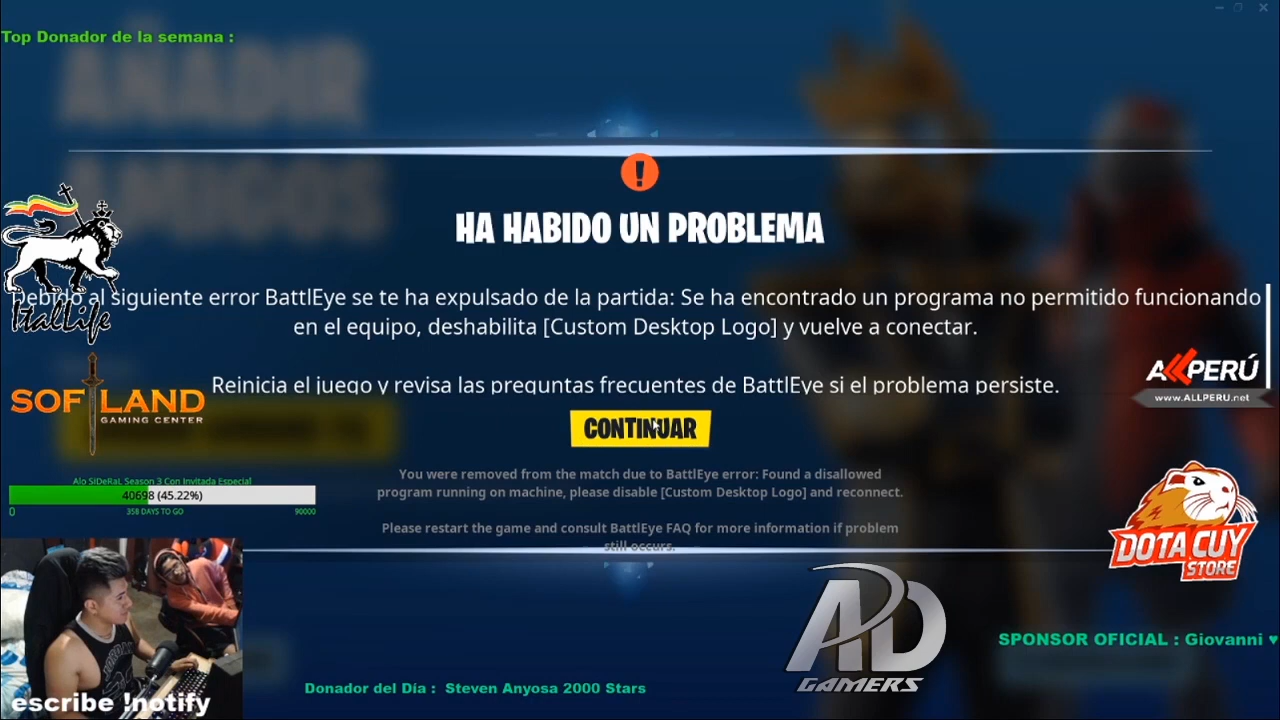 Top Donador de la semana :
AÑADIR
AMIGOS
HA HABIDO UN PROBLEMA
Debido al siguiente error BattlEye se te ha expulsado de la partida: Se ha encontrado un programa no permitido funcionando
en el equipo, deshabilita [Custom Desktop Logo] y vuelve a conectar.
ItalLife
Reinicia el juego y revisa las preguntas frecuentes de BattlEye si el problema persiste.
ALLPERÚ
www.ALLPERU.net
SOFTLAND
GAMING CENTER
CONTINUAR
You were removed from the match due to BattlEye error: Found a disallowed
program running on machine, please disable [Custom Desktop Logo] and reconnect.
Alo SiDeRaL Season 3 Con Invitada Especial
40698 (45.22%)
0
358 DAYS TO GO
90000
Please restart the game and consult BattlEye FAQ for more information if problem
still occurs.
DOTA CUY
STORE
AD
GAMERS
SPONSOR OFICIAL : Giovanni ♥
Donador del Día : Steven Anyosa 2000 Stars
escribe !notify